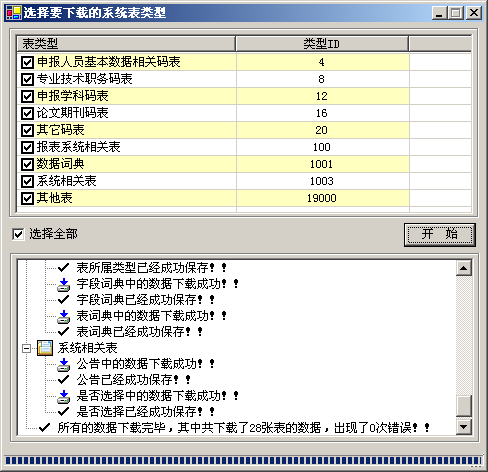 选择要下载的系统表类型
表类型 类型ID
申报人员基本数据相关码表 4
专业技术职务码表 8
申报学科码表 12
论文期刊码表 16
其它码表 20
报表系统相关表 100
数据词典 1001
系统相关表 1003
其他表 19000
选择全部 开 始
表所属类型已经成功保存!!
字段词典中的数据下载成功!!
字段词典已经成功保存!!
表词典中的数据下载成功!!
表词典已经成功保存!!
系统相关表
公告中的数据下载成功!!
公告已经成功保存!!
是否选择中的数据下载成功!!
是否选择已经成功保存!!
所有的数据下载完毕,其中共下载了28张表的数据,出现了0次错误!!